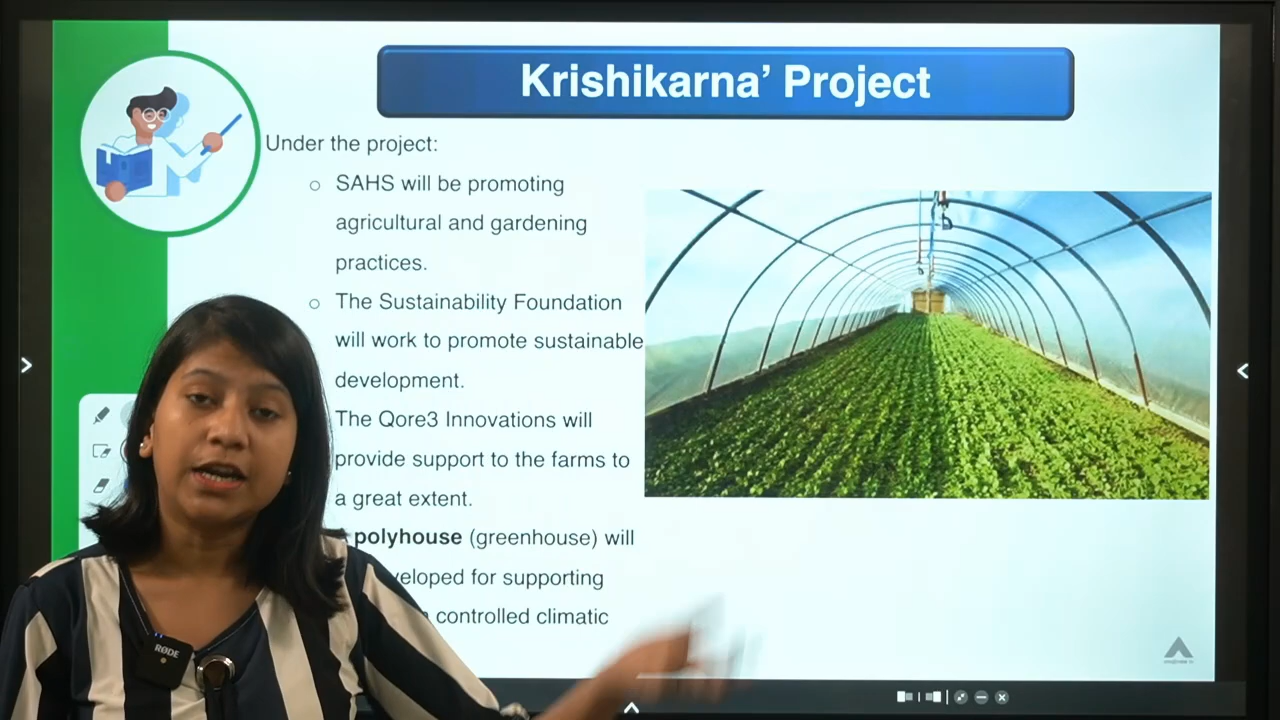 Krishikarna’ Project
Under the project:
SAHS will be promoting
agricultural and gardening
practices.
The Sustainability Foundation
will work to promote sustainable
development.
The Qore3 Innovations will
provide support to the farms to
a great extent.
polyhouse (greenhouse) will
for supporting
controlled climatic
RØDE